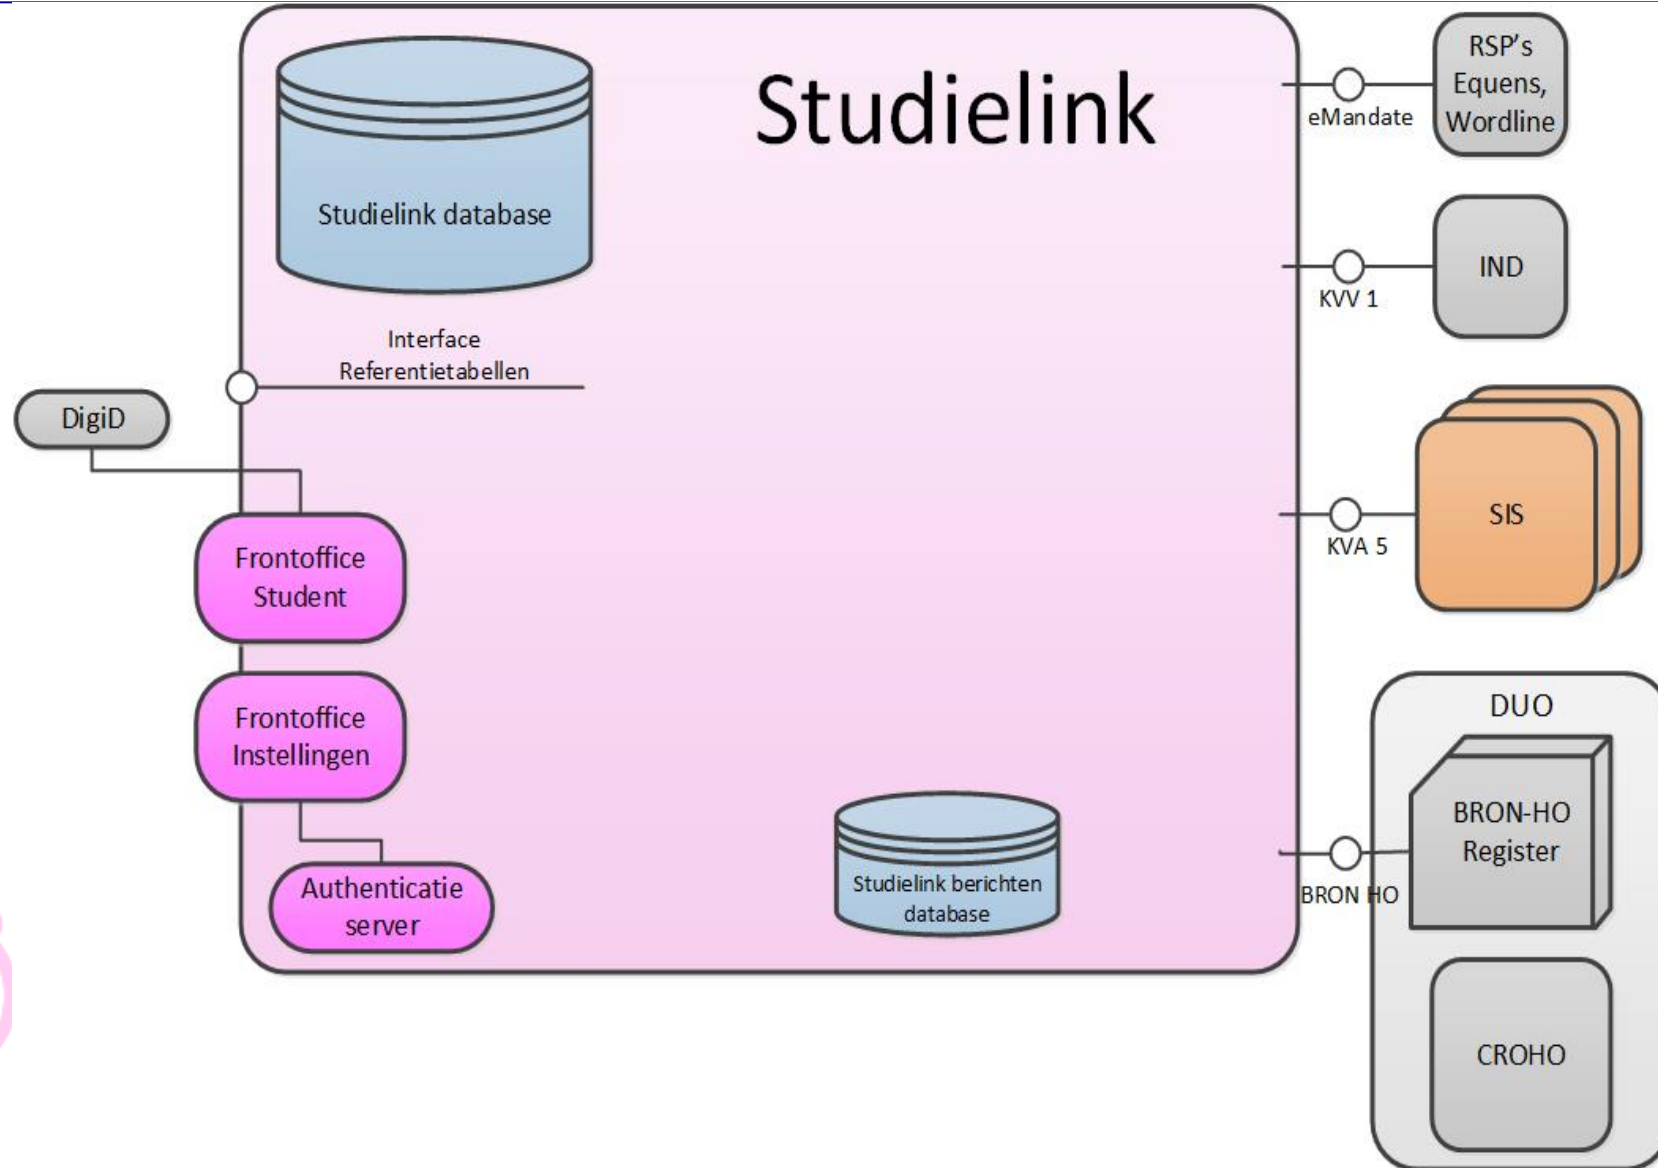 Studielink
Studielink database
Interface
Referentietabellen
DigiD
Frontoffice
Student
Frontoffice
Instellingen
Authenticatie
server
Studielink berichten
database
eMandate
RSP's
Equens,
Wordline
KVV 1
IND
KVA 5
SIS
BRON HO
DUO
BRON-HO
Register
CROHO